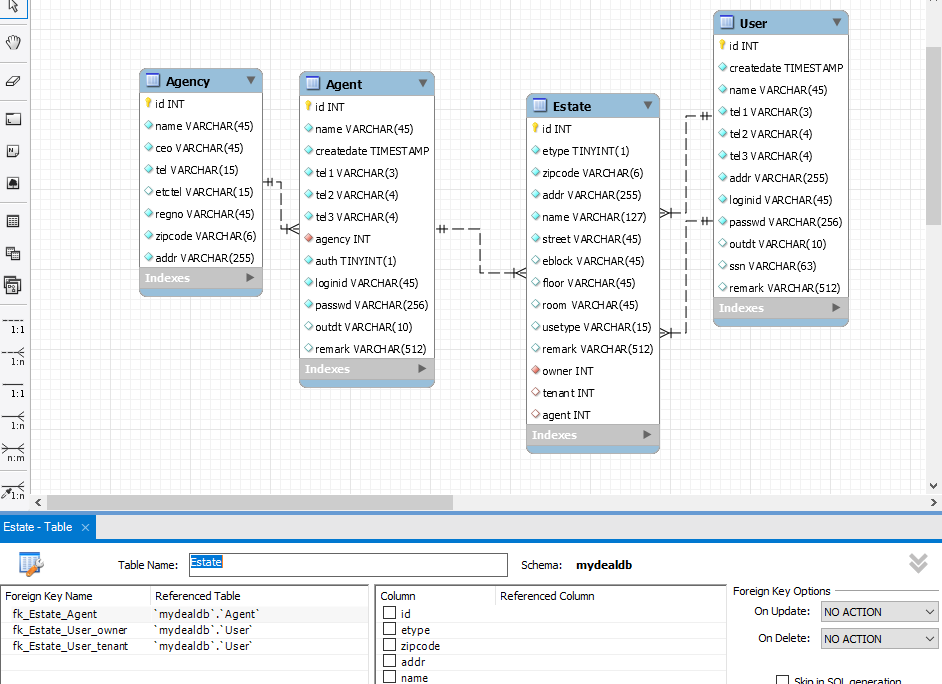 Agency
id INT
name VARCHAR(45)
ceo VARCHAR(45)
tel VARCHAR(15)
etctel VARCHAR(15)
regno VARCHAR(45)
zipcode VARCHAR(6)
addr VARCHAR(255)
Indexes
Agent
id INT
name VARCHAR(45)
createdate TIMESTAMP
tel1 VARCHAR(3)
tel2 VARCHAR(4)
tel3 VARCHAR(4)
agency INT
auth TINYINT(1)
loginid VARCHAR(45)
passwd VARCHAR(256)
outdt VARCHAR(10)
remark VARCHAR(512)
Indexes
Estate
id INT
etype TINYINT(1)
zipcode VARCHAR(6)
addr VARCHAR(255)
name VARCHAR(127)
street VARCHAR(45)
eblock VARCHAR(45)
floor VARCHAR(45)
room VARCHAR(45)
usetype VARCHAR(15)
remark VARCHAR(512)
owner INT
tenant INT
agent INT
Indexes
User
id INT
createdate TIMESTAMP
name VARCHAR(45)
tel1 VARCHAR(3)
tel2 VARCHAR(4)
tel3 VARCHAR(4)
addr VARCHAR(255)
loginid VARCHAR(45)
passwd VARCHAR(256)
outdt VARCHAR(10)
ssn VARCHAR(63)
remark VARCHAR(512)
Indexes
1:1
1:n
1:1
1:n
n:m
1:n
Estate - Table ×
Table Name: Estate Schema: mydealdb
Foreign Key Name Referenced Table
fk_Estate_Agent `mydealdb`.`Agent`
fk_Estate_User_owner `mydealdb`.`User`
fk_Estate_User_tenant `mydealdb`.`User`
Column Referenced Column
id
etype
zipcode
addr
name
Foreign Key Options
On Update: NO ACTION
On Delete: NO ACTION
Skip in SQL generation